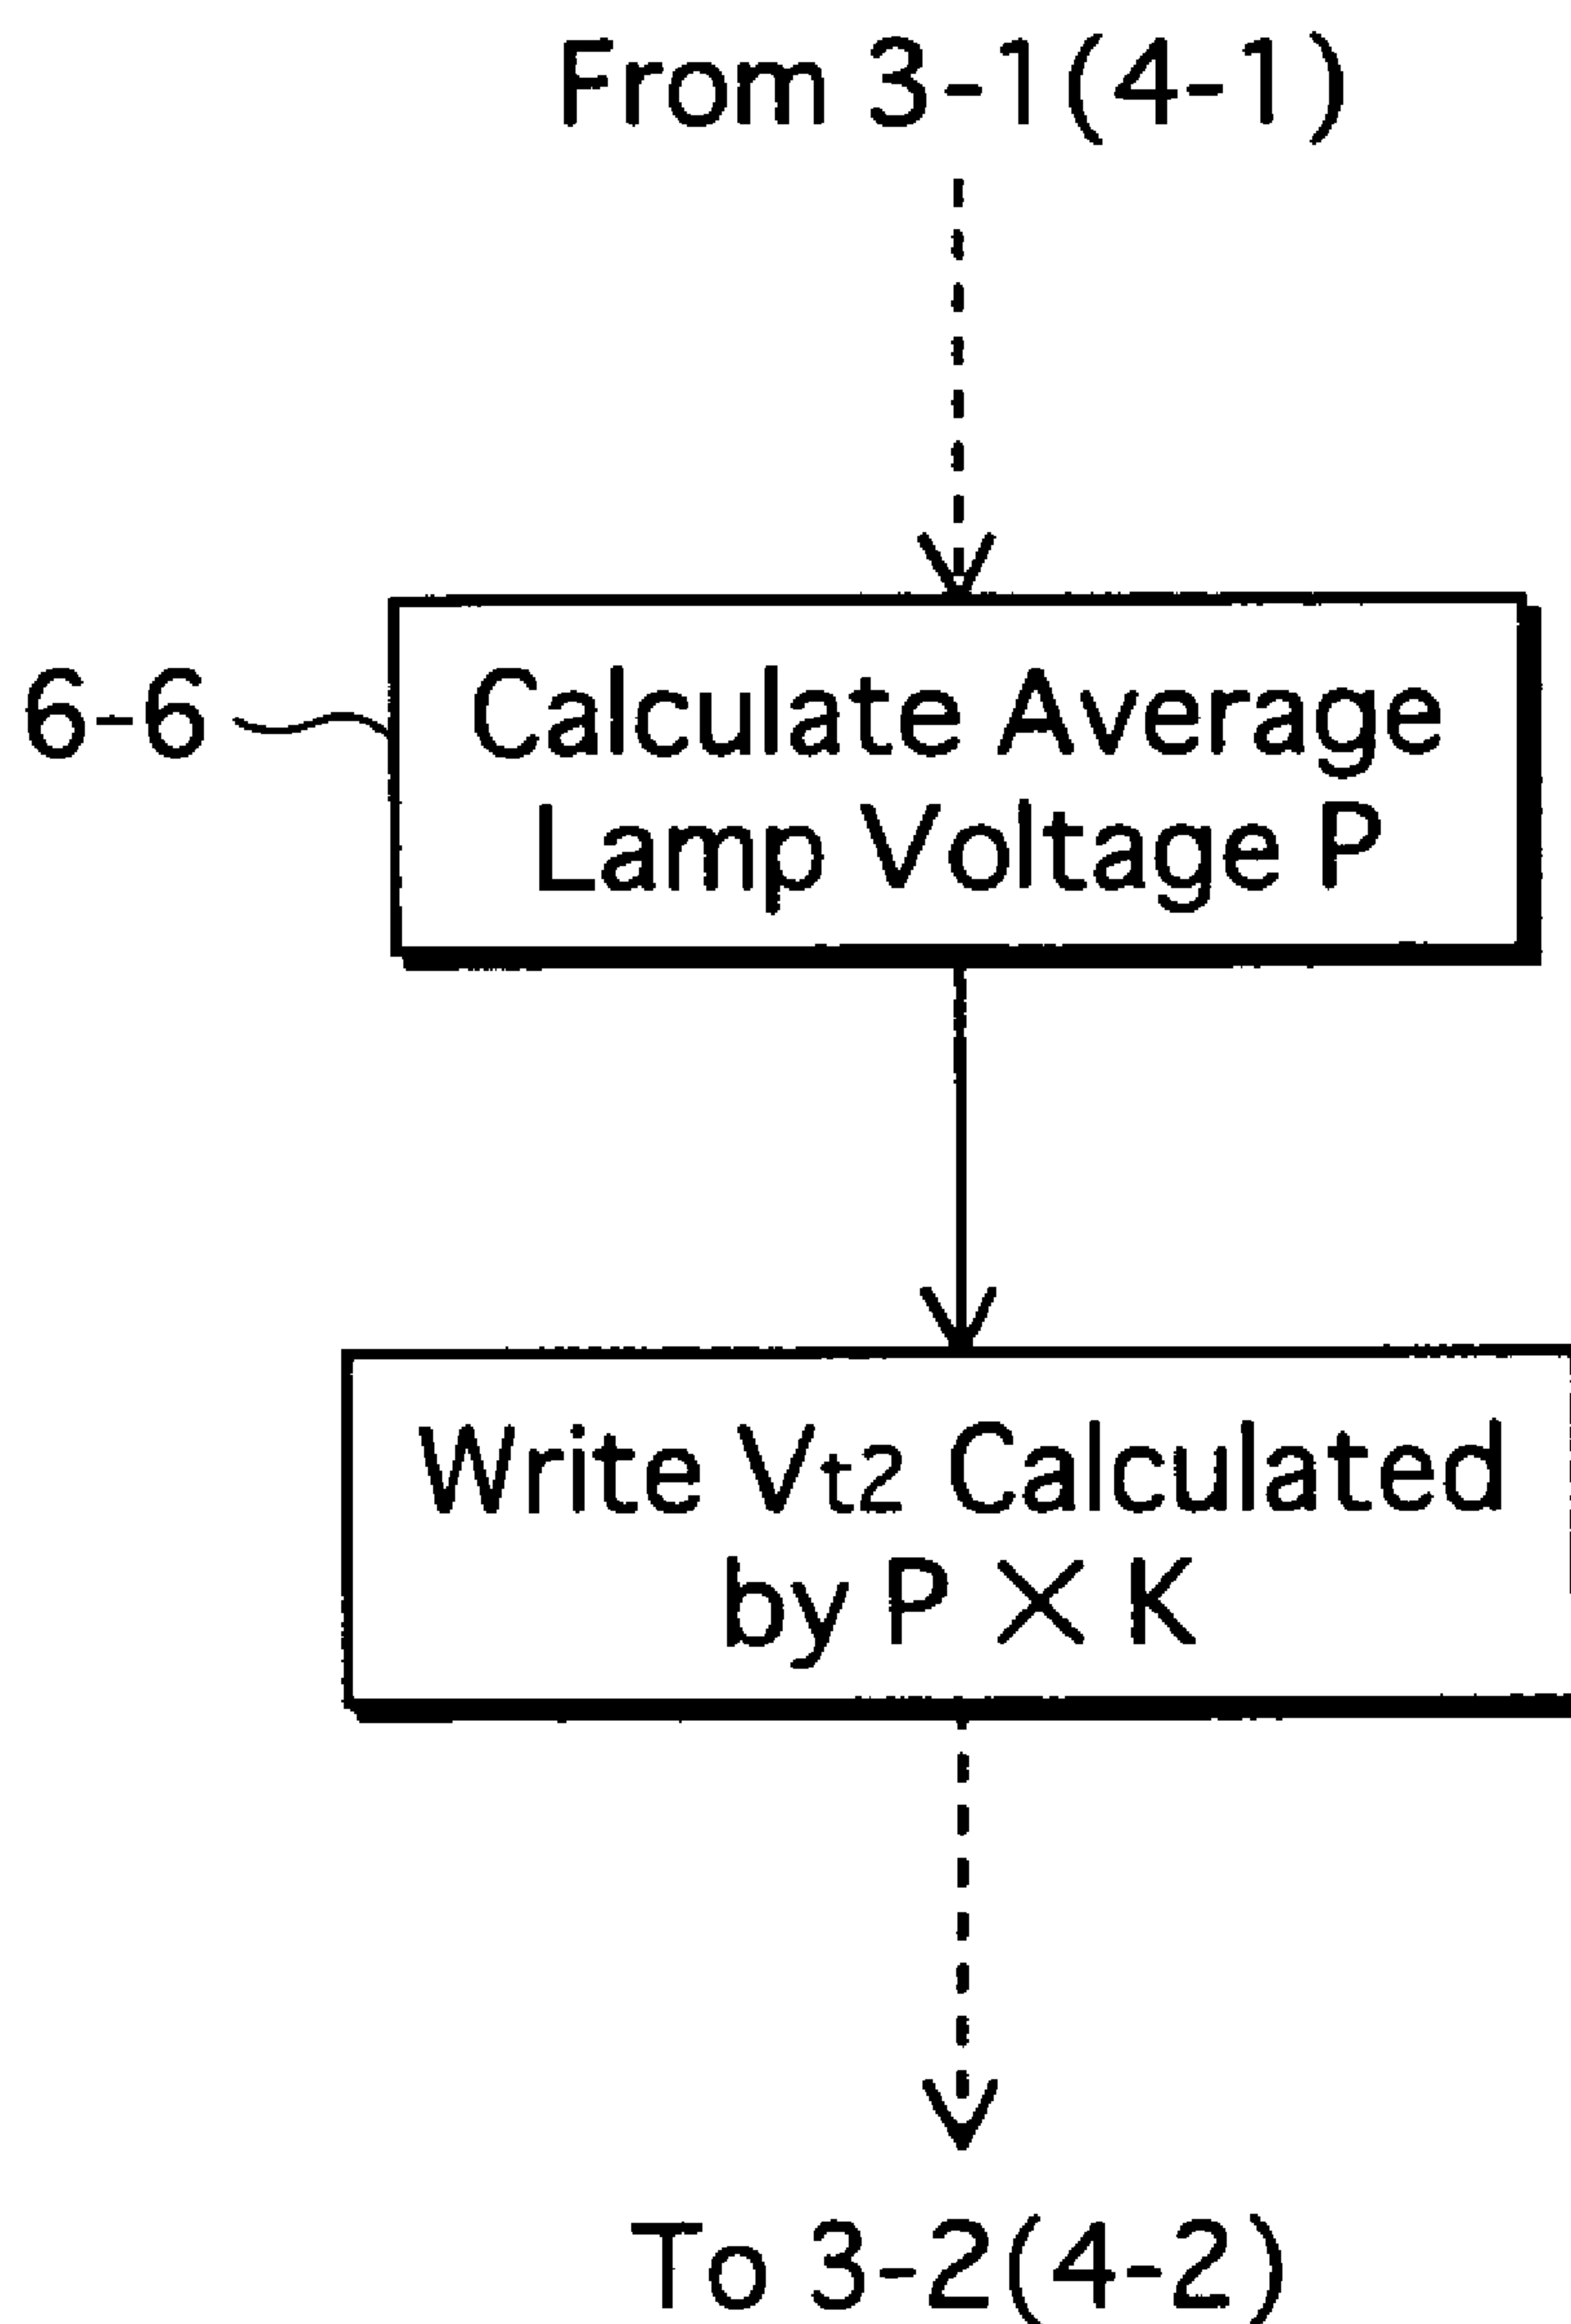 From 3-1(4-1)
6-6
Calculate Average
Lamp Voltage P
Write Vt2 Calculated
by P × K
To 3-2(4-2)